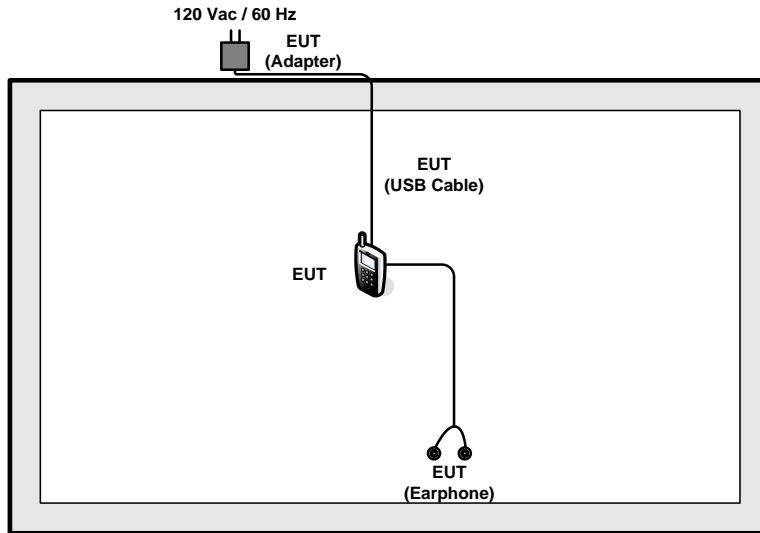 120 Vac / 60 Hz
EUT
(Adapter)
EUT
(USB Cable)
EUT
EUT
(Earphone)